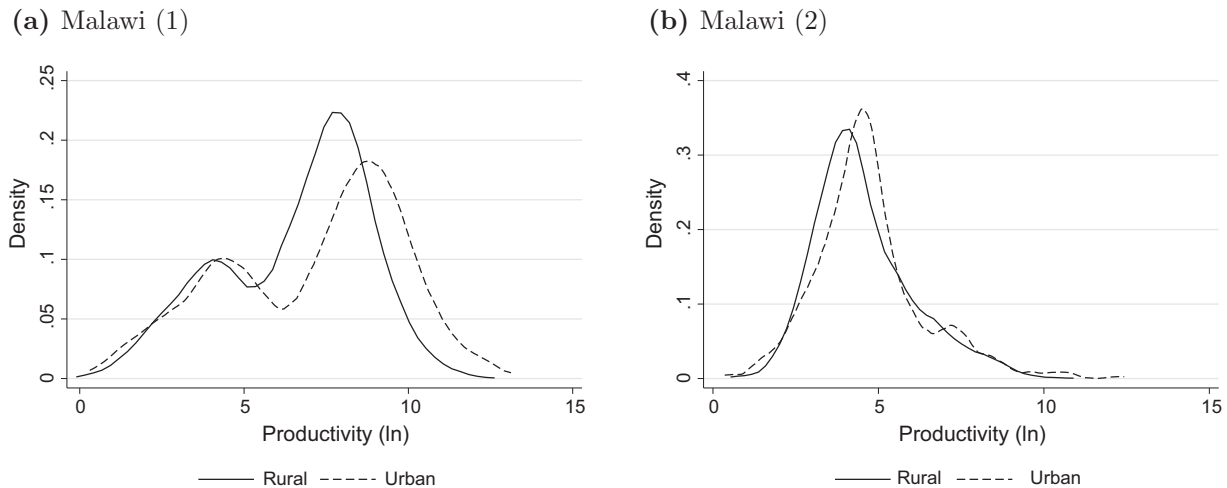 (a) Malawi (1)
.25
.2
.15
.1
.05
0
Density
0 5 10 15
Productivity (ln)
Rural Urban
(b) Malawi (2)
.4
.3
.2
.1
0
Density
0 5 10 15
Productivity (ln)
Rural Urban